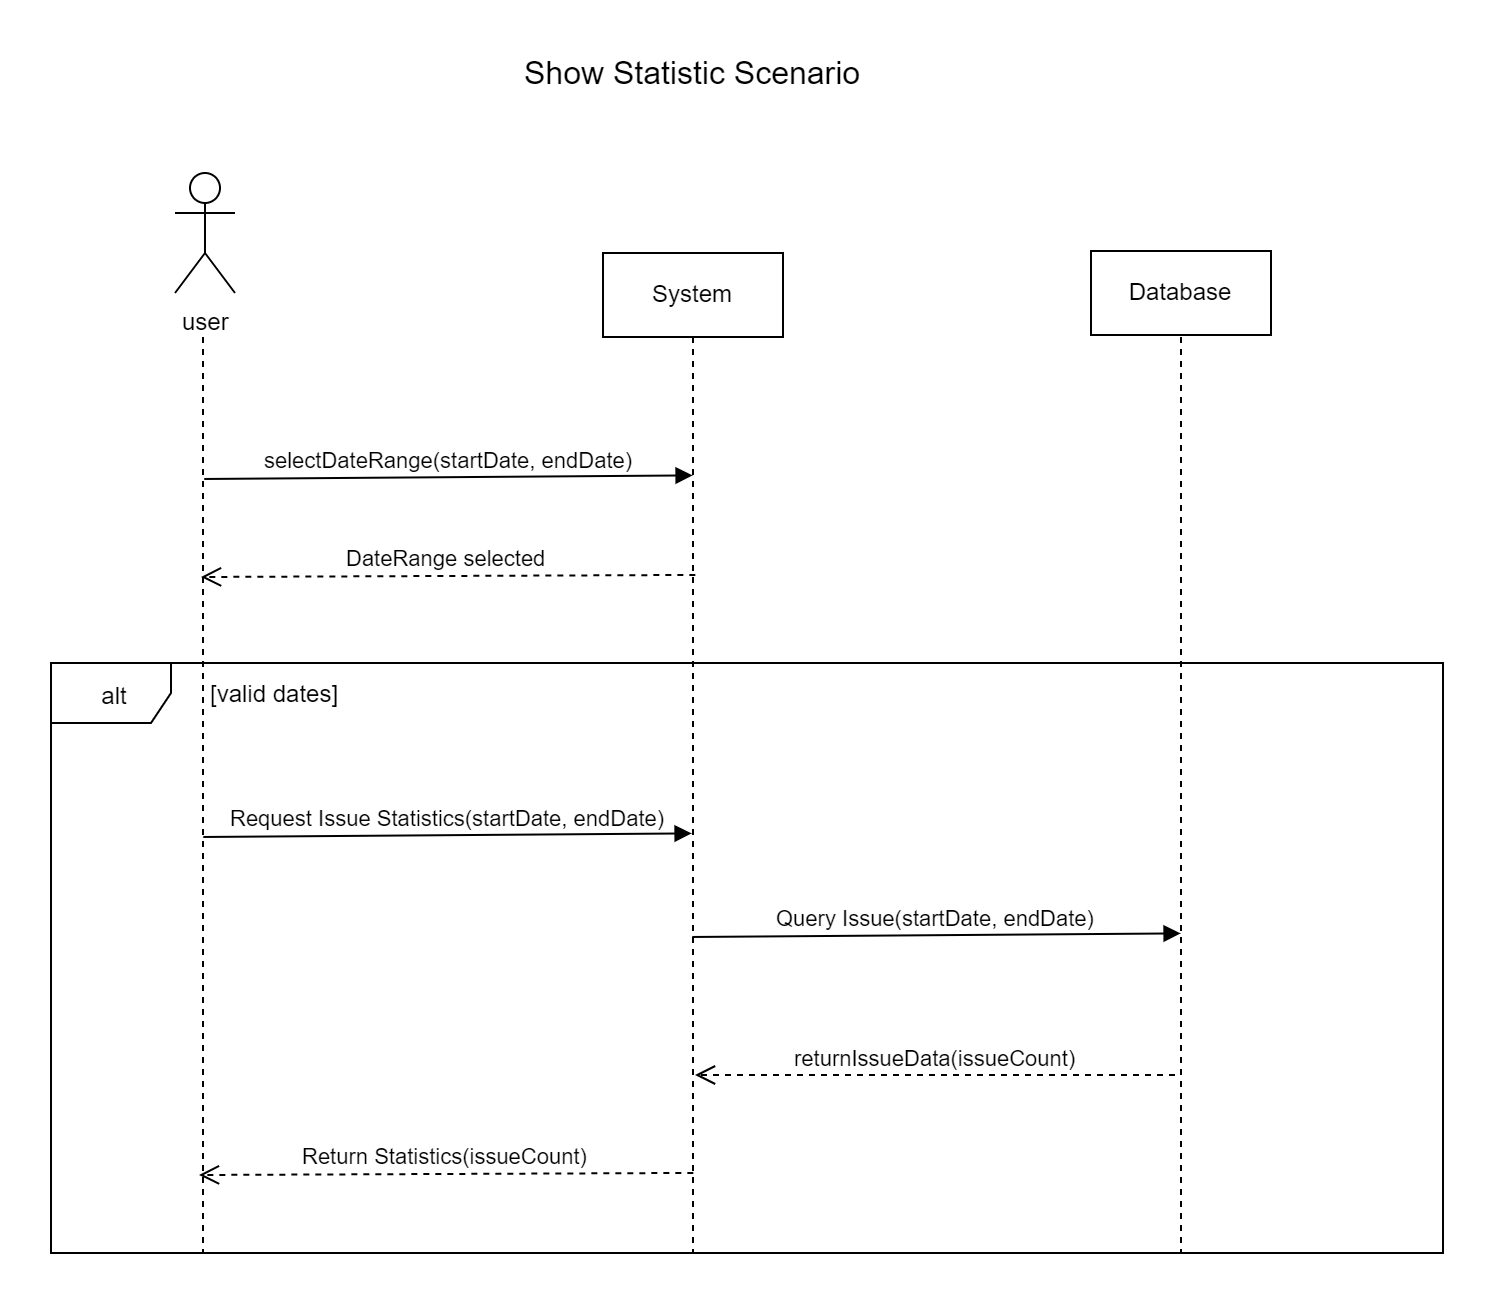 Show Statistic Scenario
user
System
Database
selectDateRange(startDate, endDate)
DateRange selected
alt
[valid dates]
Request Issue Statistics(startDate, endDate)
Query Issue(startDate, endDate)
returnIssueData(issueCount)
Return Statistics(issueCount)